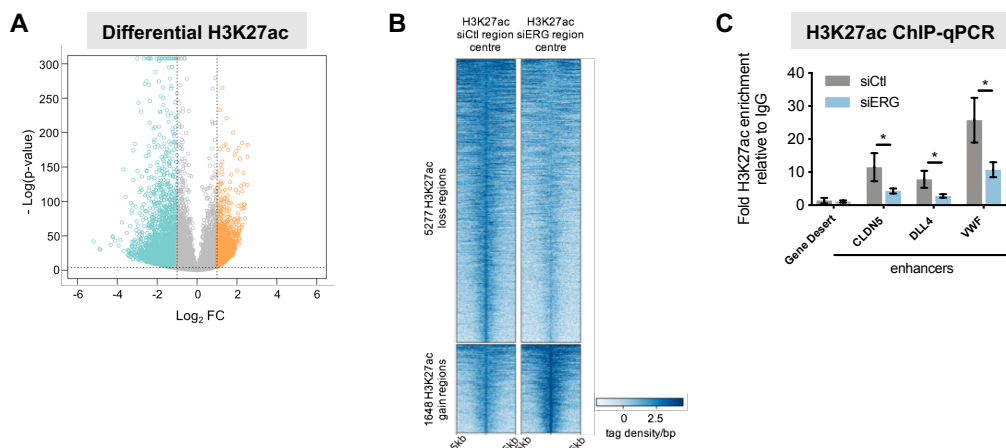 A
Differential H3K27ac
- Log(p-value)
300
250
200
150
100
50
0
-6
-4
-2
0
2
4
6
Log2 FC
B
H3K27ac H3K27ac
siCtl region siERG region
centre centre
5277 H3K27ac
loss regions
1648 H3K27ac
gain regions
5kb
0 2.5
tag density/bp
C
H3K27ac ChIP-qPCR
Fold H3K27ac enrichment
relative to IgG
40
30
20
10
0
siCtl
siERG
*
*
*
Gene Desert
CLDN5
DLL4
VWF
enhancers